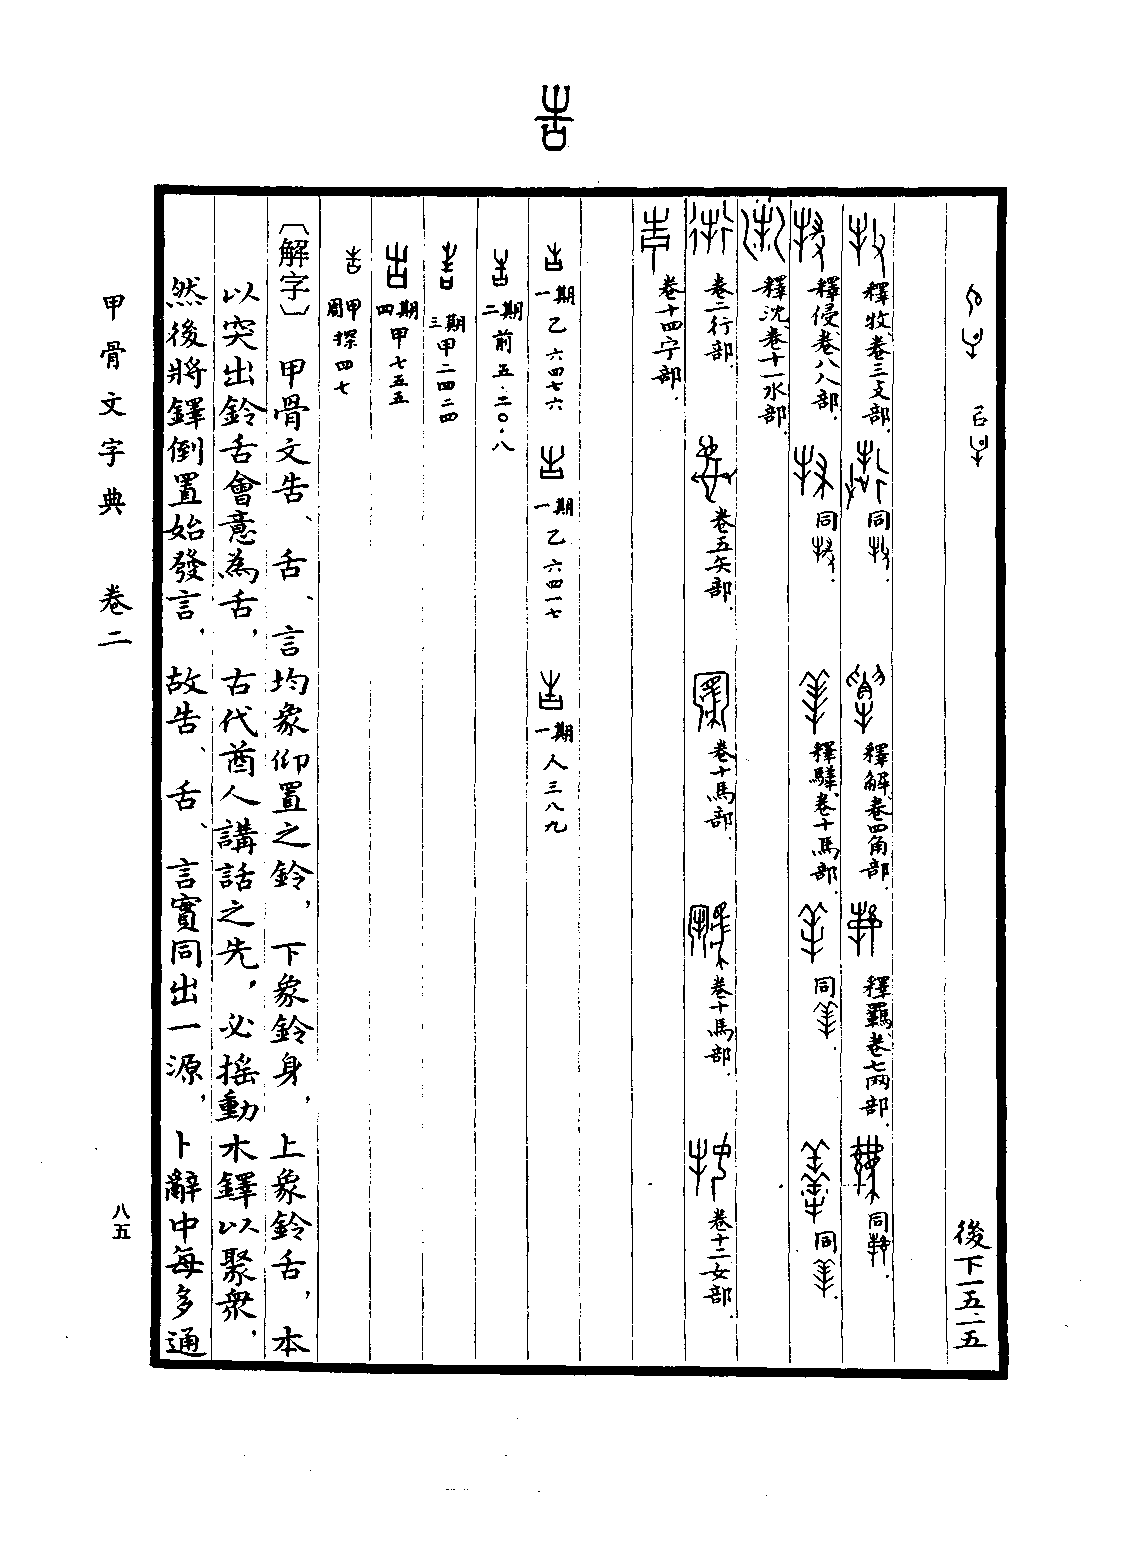 告
後下一五·五
釋牧、卷三攴部.
同
釋解、卷四角部.
釋羈、卷七网部.
同
釋侵、卷八人部.
同
釋騂、卷十馬部.
同
同
釋沈、卷十一水部.
卷二行部.
卷五矢部.
卷十馬部.
卷十馬部.
卷十二女部.
卷十四宁部.
一期 乙六四七六
一期 乙六四一七
一期 人三八九
二期 前五·二〇·八
三期 甲二四二四
四期 甲七五五
周甲 探四七
〔解字〕甲骨文告、舌、言均象仰置之鈴，下象鈴身，上象鈴舌，本
以突出鈴舌會意為舌，古代酋人講話之先，必搖動木鐸以聚衆，
然後將鐸倒置始發言，故告、舌、言實同出一源，卜辭中每多通
甲骨文字典 卷二
八五